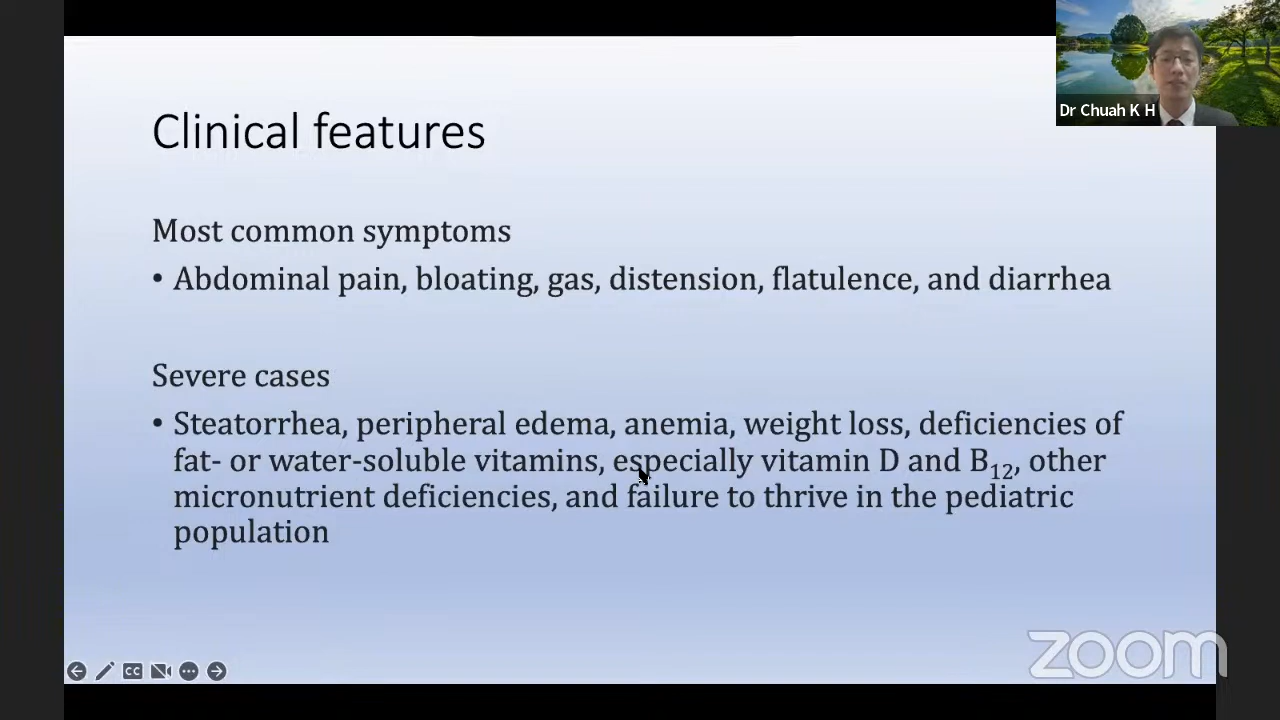 Dr Chuah K H
Clinical features
Most common symptoms
• Abdominal pain, bloating, gas, distension, flatulence, and diarrhea
Severe cases
• Steatorrhea, peripheral edema, anemia, weight loss, deficiencies of
fat- or water-soluble vitamins, especially vitamin D and B₁₂, other
micronutrient deficiencies, and failure to thrive in the pediatric
population
CC
zoom